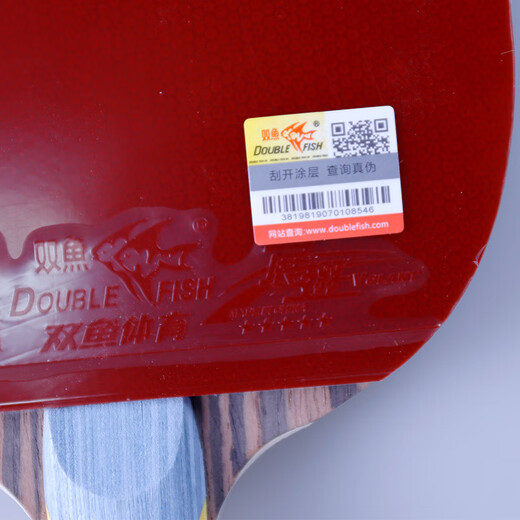 双鱼
®
DOUBLE FISH
刮开涂层 查询真伪
3819819070108546
网站查询:www.doublefish.com
双魚
®
DOUBLE FISH
双鱼体育